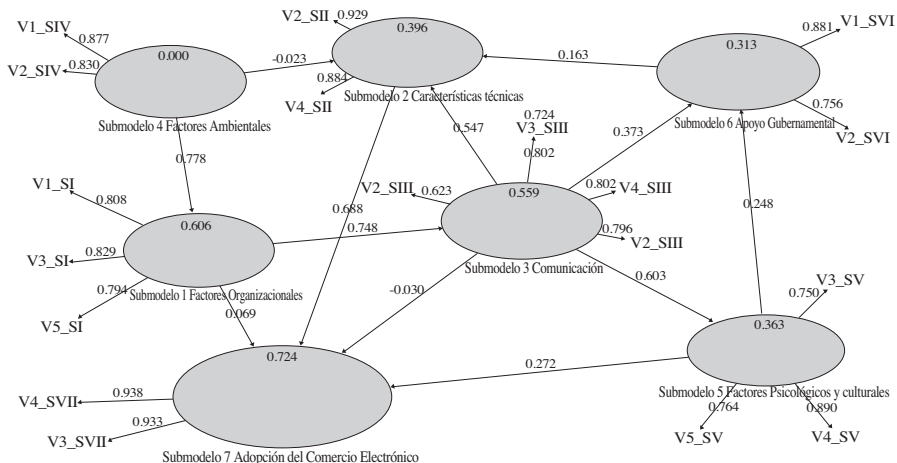 V2_SII
0.929
V1_SIV
0.877
0.396
V1_SVI
0.881
0.313
0.000
-0.023
0.163
V2_SIV
0.830
0.884
V4_SII
Submodelo 2 Características técnicas
0.756
V2_SVI
Submodelo 4 Factores Ambientales
Submodelo 6 Apoyo Gubernamental
0.724
V3_SIII
0.547
0.373
0.778
0.802
V1_SI
0.808
V2_SIII
0.623
0.559
0.802
V4_SIII
0.248
0.688
0.606
0.748
0.796
V2_SIII
V3_SI
0.829
Submodelo 3 Comunicación
0.603
0.794
Submodelo 1 Factores Organizacionales
-0.030
V3_SV
0.750
V5_SI
0.069
0.363
0.724
0.272
V4_SVII
0.938
Submodelo 5 Factores Psicológicos y culturales
0.933
V3_SVII
0.764
0.890
V5_SV
V4_SV
Submodelo 7 Adopción del Comercio Electrónico